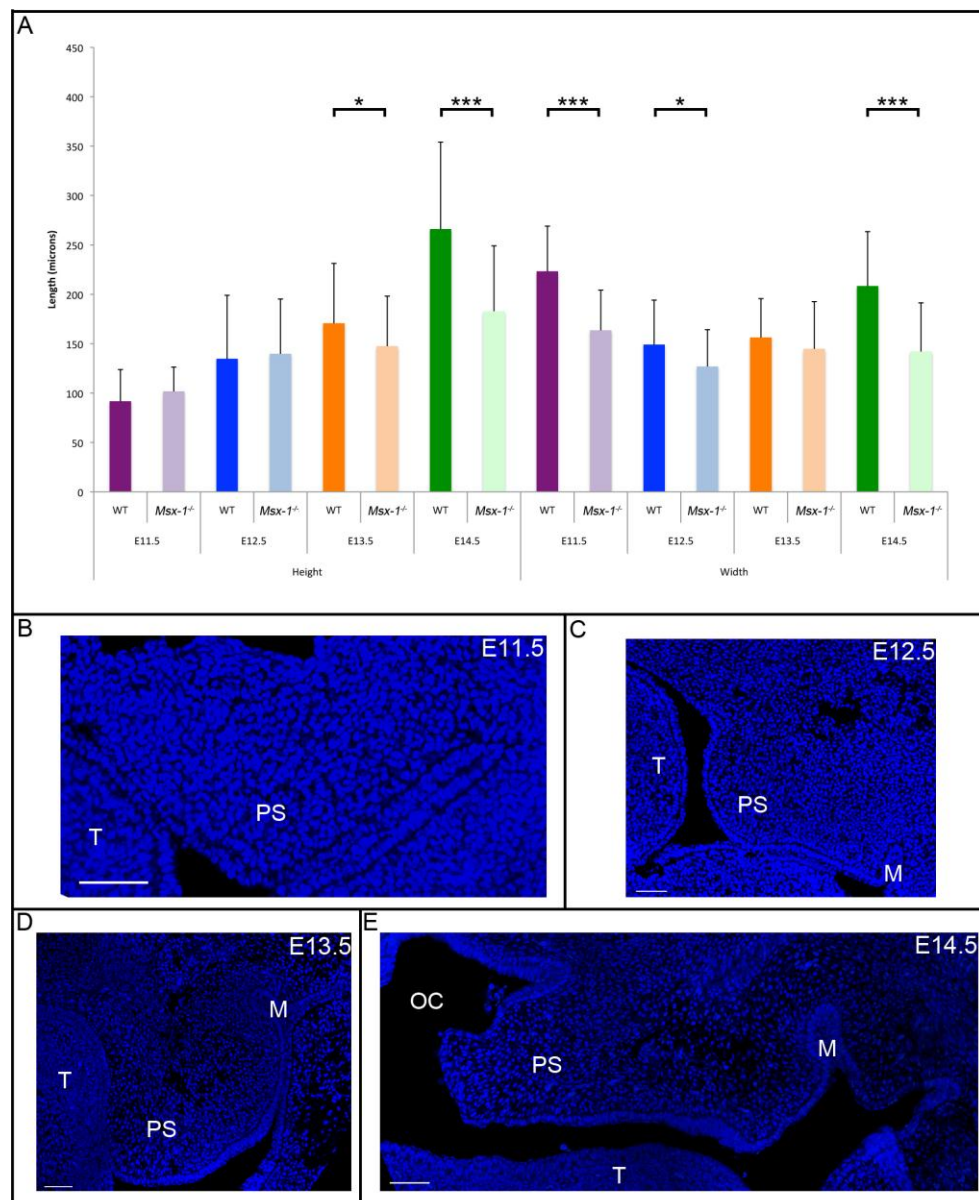 A
450
400
350
300
250
200
150
100
50
0
Length (microns)
* *** *** * ***
WT Msx-1-/- WT Msx-1-/- WT Msx-1-/- WT Msx-1-/- WT Msx-1-/- WT Msx-1-/- WT Msx-1-/- WT Msx-1-/-
E11.5 E12.5 E13.5 E14.5 E11.5 E12.5 E13.5 E14.5
Height Width
B
E11.5
T
PS
C
E12.5
T
PS
M
D
E13.5
M
T
PS
E
E14.5
OC
PS
M
T